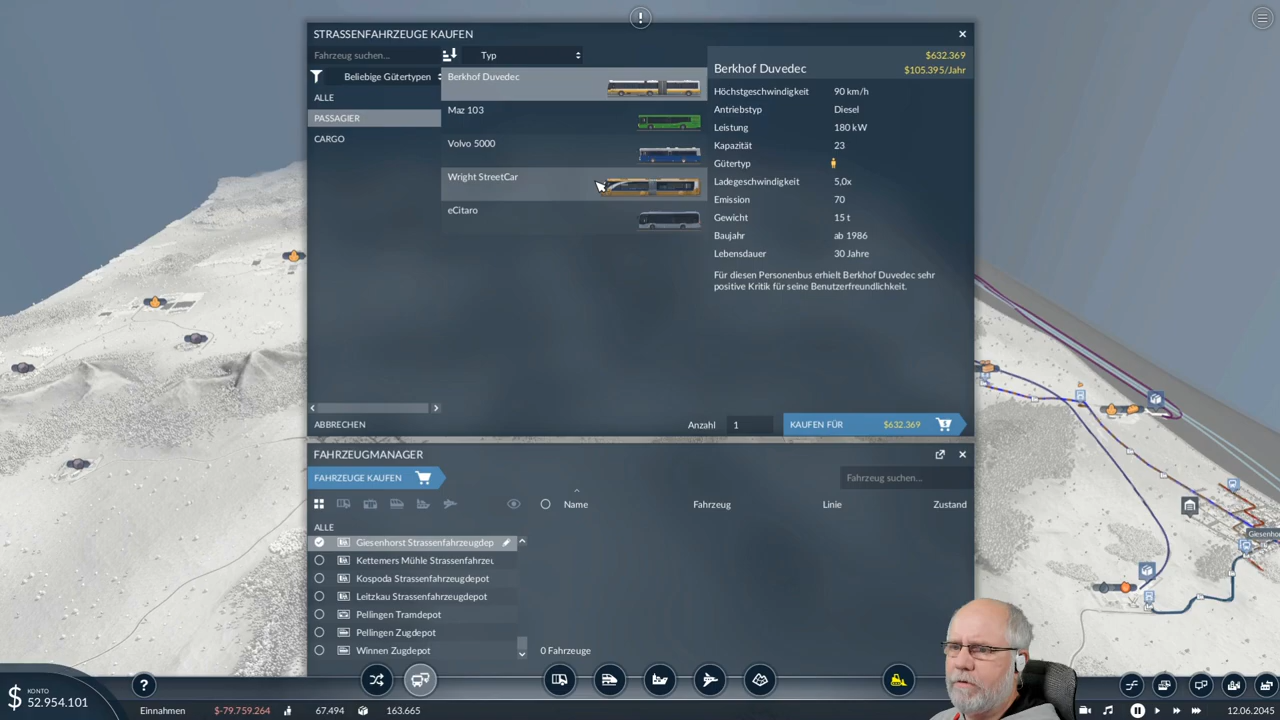 !
STRASSENFAHRZEUGE KAUFEN
Fahrzeug suchen...
Typ
Beliebige Gütertypen
ALLE
PASSAGIER
CARGO
Berkhof Duvedec
Maz 103
Volvo 5000
Wright StreetCar
eCitaro
$632.369
$105.395/Jahr
Berkhof Duvedec
Höchstgeschwindigkeit 90 km/h
Antriebstyp Diesel
Leistung 180 kW
Kapazität 23
Gütertyp
Ladegeschwindigkeit 5,0x
Emission 70
Gewicht 15 t
Baujahr ab 1986
Lebensdauer 30 Jahre
Für diesen Personenbus erhielt Berkhof Duvedec sehr
positive Kritik für seine Benutzerfreundlichkeit.
ABBRECHEN
Anzahl 1
KAUFEN FÜR $632.369
FAHRZEUGMANAGER
FAHRZEUGE KAUFEN
Fahrzeug suchen...
Name Fahrzeug Linie Zustand
ALLE
Giesenhorst Strassenfahrzeugdep
Kettemers Mühle Strassenfahrzeu
Kospoda Strassenfahrzeugdepot
Leitzkau Strassenfahrzeugdepot
Pellingen Tramdepot
Pellingen Zugdepot
Winnen Zugdepot
0 Fahrzeuge
Giesenhor
$ KONTO
52.954.101
?
Einnahmen $-79.759.264 67.494 163.665
12.06.2045